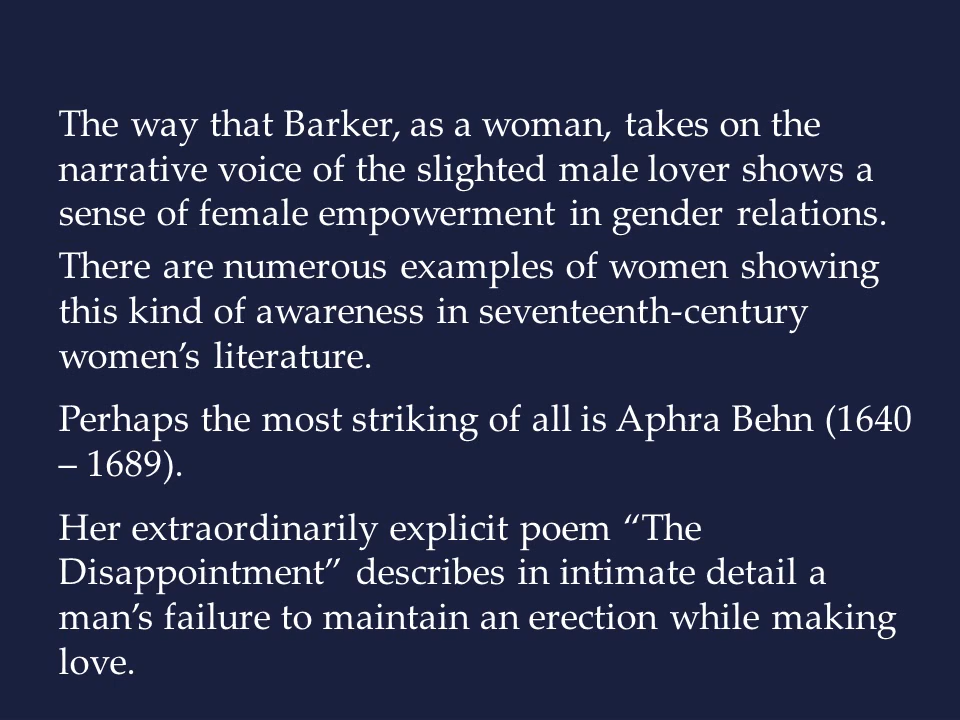 The way that Barker, as a woman, takes on the
narrative voice of the slighted male lover shows a
sense of female empowerment in gender relations.
There are numerous examples of women showing
this kind of awareness in seventeenth-century
women’s literature.
Perhaps the most striking of all is Aphra Behn (1640
– 1689).
Her extraordinarily explicit poem “The
Disappointment” describes in intimate detail a
man’s failure to maintain an erection while making
love.